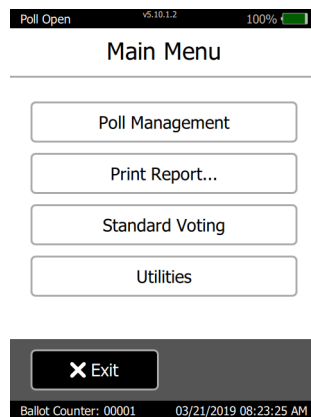 Poll Open v5.10.1.2 100%
Main Menu
Poll Management
Print Report...
Standard Voting
Utilities
Exit
Ballot Counter: 00001 03/21/2019 08:23:25 AM